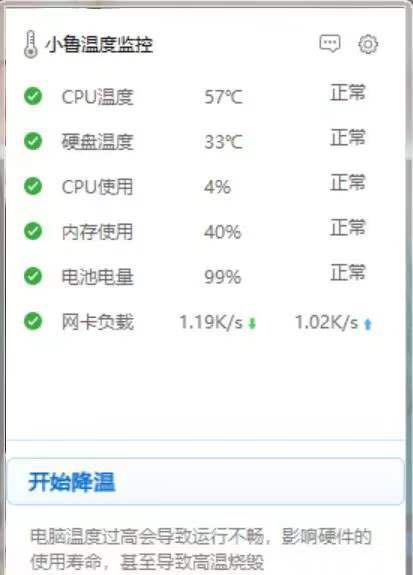 小鲁温度监控
CPU温度 57℃ 正常
硬盘温度 33℃ 正常
CPU使用 4% 正常
内存使用 40% 正常
电池电量 99% 正常
网卡负载 1.19K/s 1.02K/s
开始降温
电脑温度过高会导致运行不畅，影响硬件的
使用寿命，甚至导致高温烧毁